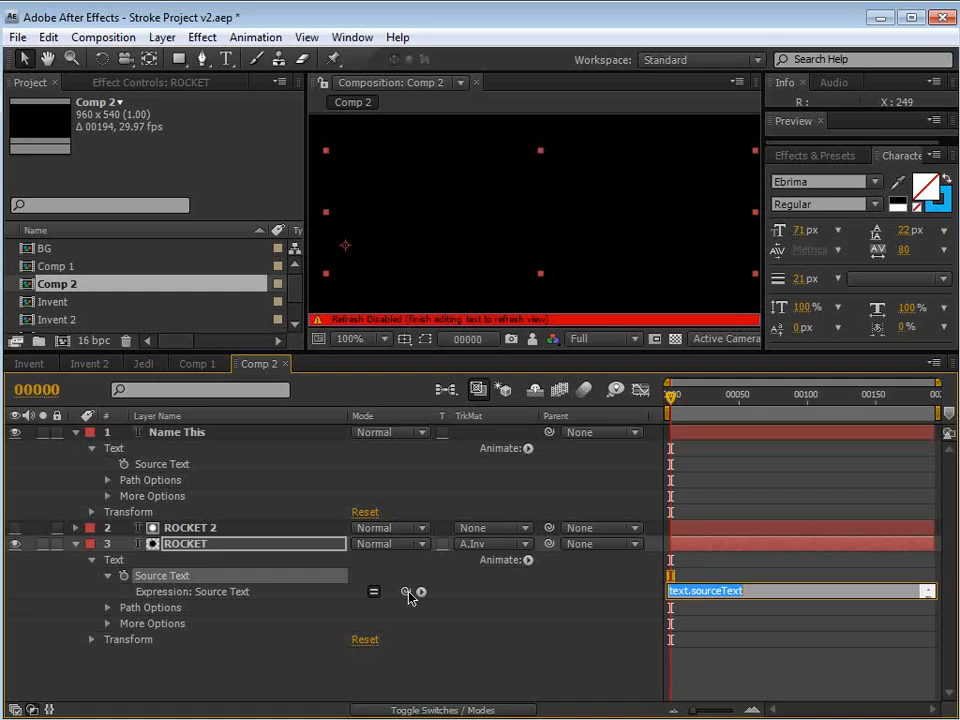 Adobe After Effects - Stroke Project v2.aep *
File Edit Composition Layer Effect Animation View Window Help
Workspace: Standard Search Help
Project × Effect Controls: ROCKET
Composition: Comp 2
Info × Audio
Comp 2▾
960 x 540 (1.00)
Δ 00194, 29.97 fps
Comp 2
R : X : 249
Preview ×
Effects & Presets Characte
Ebrima
Regular
71 px 22 px
Metrics 80
21 px
100 % 100 %
0 px 0 %
Name Ty
BG
Comp 1
Comp 2
Invent
Invent 2
16 bpc
Refresh Disabled (finish editing text to refresh view)
100% 00000 Full Active Camera
Invent Invent 2 Jedi Comp 1 Comp 2 ×
00000
00050 00100 00150
# Layer Name Mode T TrkMat Parent
1 T Name This Normal None
Text Animate:
Source Text
Path Options
More Options
Transform Reset
2 T ROCKET 2 Normal None None
3 T ROCKET Normal A.Inv None
Text Animate:
Source Text
Expression: Source Text text.sourceText
Path Options
More Options
Transform Reset
Toggle Switches / Modes